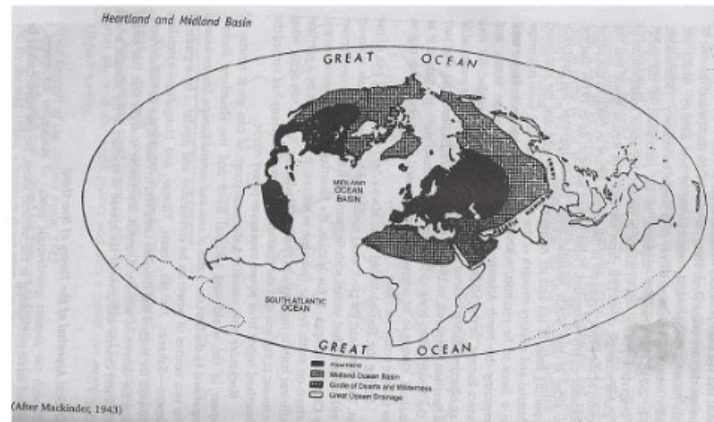 Heartland and Midland Basin
GREAT OCEAN
MIDLAND
OCEAN
BASIN
SOUTH ATLANTIC
OCEAN
GREAT OCEAN
Heartland
Midland Ocean Basin
Girdle of Deserts and Wilderness
Great Ocean Drainage
(After Mackinder, 1943)